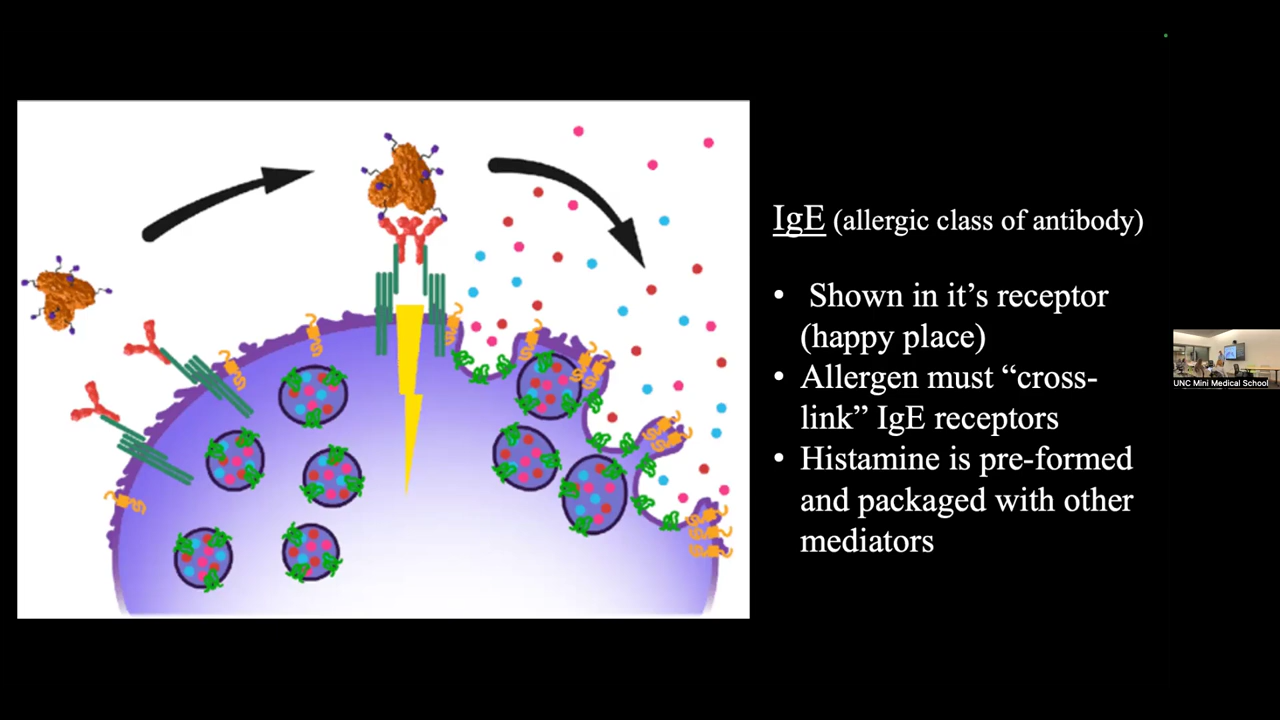 IgE (allergic class of antibody)
• Shown in it's receptor
(happy place)
• Allergen must “cross-
link” IgE receptors
• Histamine is pre-formed
and packaged with other
mediators
UNC Mini Medical School